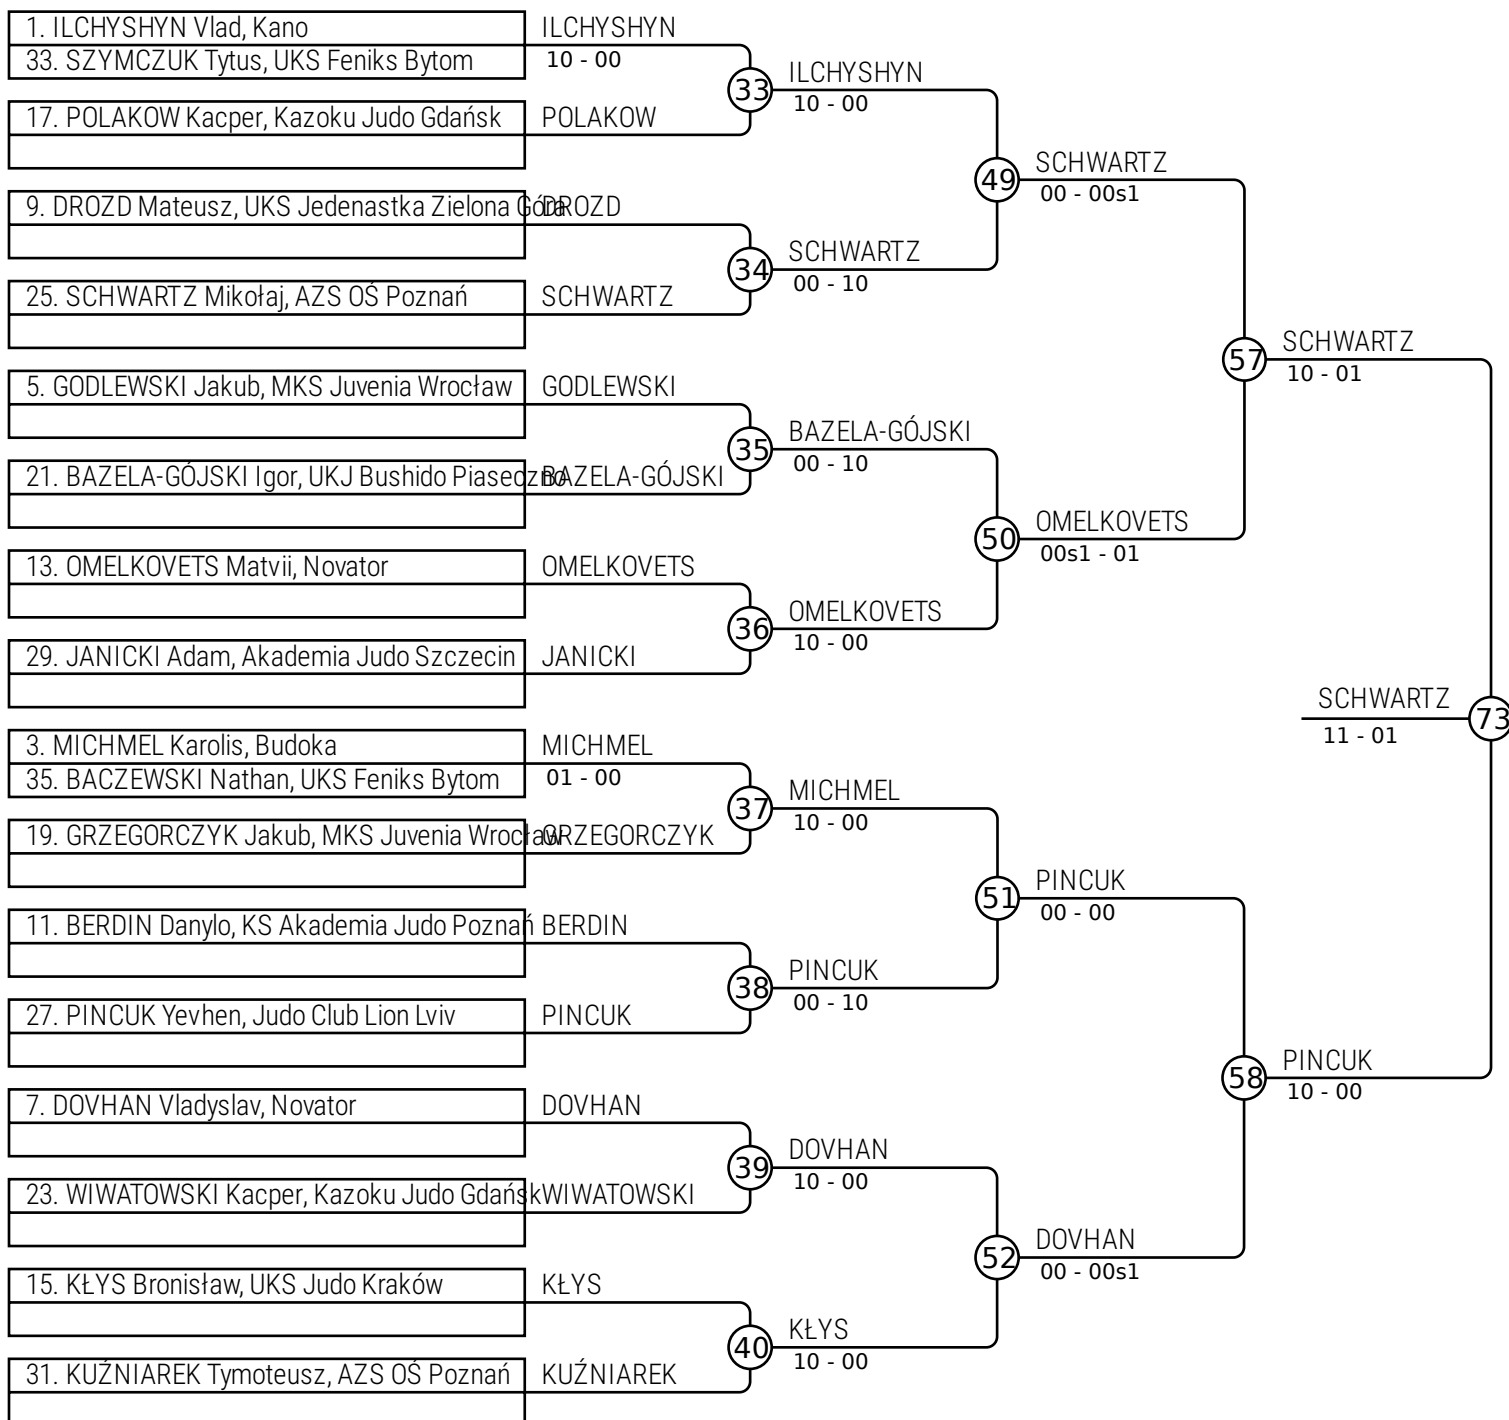 1. ILCHYSHYN Vlad, Kano
33. SZYMCZUK Tytus, UKS Feniks Bytom
17. POLAKOW Kacper, Kazoku Judo Gdańsk
9. DROZD Mateusz, UKS Jedenastka Zielona Góra
25. SCHWARTZ Mikołaj, AZS OŚ Poznań
5. GODLEWSKI Jakub, MKS Juvenia Wrocław
21. BAZELA-GÓJSKI Igor, UKJ Bushido Piaseczno
13. OMELKOVETS Matvii, Novator
29. JANICKI Adam, Akademia Judo Szczecin
3. MICHMEL Karolis, Budoka
35. BACZEWSKI Nathan, UKS Feniks Bytom
19. GRZEGORCZYK Jakub, MKS Juvenia Wrocław
11. BERDIN Danylo, KS Akademia Judo Poznań
27. PINCUK Yevhen, Judo Club Lion Lviv
7. DOVHAN Vladyslav, Novator
23. WIWATOWSKI Kacper, Kazoku Judo Gdańsk
15. KŁYS Bronisław, UKS Judo Kraków
31. KUŹNIAREK Tymoteusz, AZS OŚ Poznań
ILCHYSHYN
10 - 00
POLAKOW
DROZD
SCHWARTZ
GODLEWSKI
BAZELA-GÓJSKI
OMELKOVETS
JANICKI
MICHMEL
01 - 00
GRZEGORCZYK
BERDIN
PINCUK
DOVHAN
WIWATOWSKI
KŁYS
KUŹNIAREK
33
34
35
36
37
38
39
40
ILCHYSHYN
10 - 00
SCHWARTZ
00 - 10
BAZELA-GÓJSKI
00 - 10
OMELKOVETS
10 - 00
MICHMEL
10 - 00
PINCUK
00 - 10
DOVHAN
10 - 00
KŁYS
10 - 00
49
50
51
52
SCHWARTZ
00 - 00s1
OMELKOVETS
00s1 - 01
PINCUK
00 - 00
DOVHAN
00 - 00s1
57
58
SCHWARTZ
10 - 01
PINCUK
10 - 00
SCHWARTZ
11 - 01
73